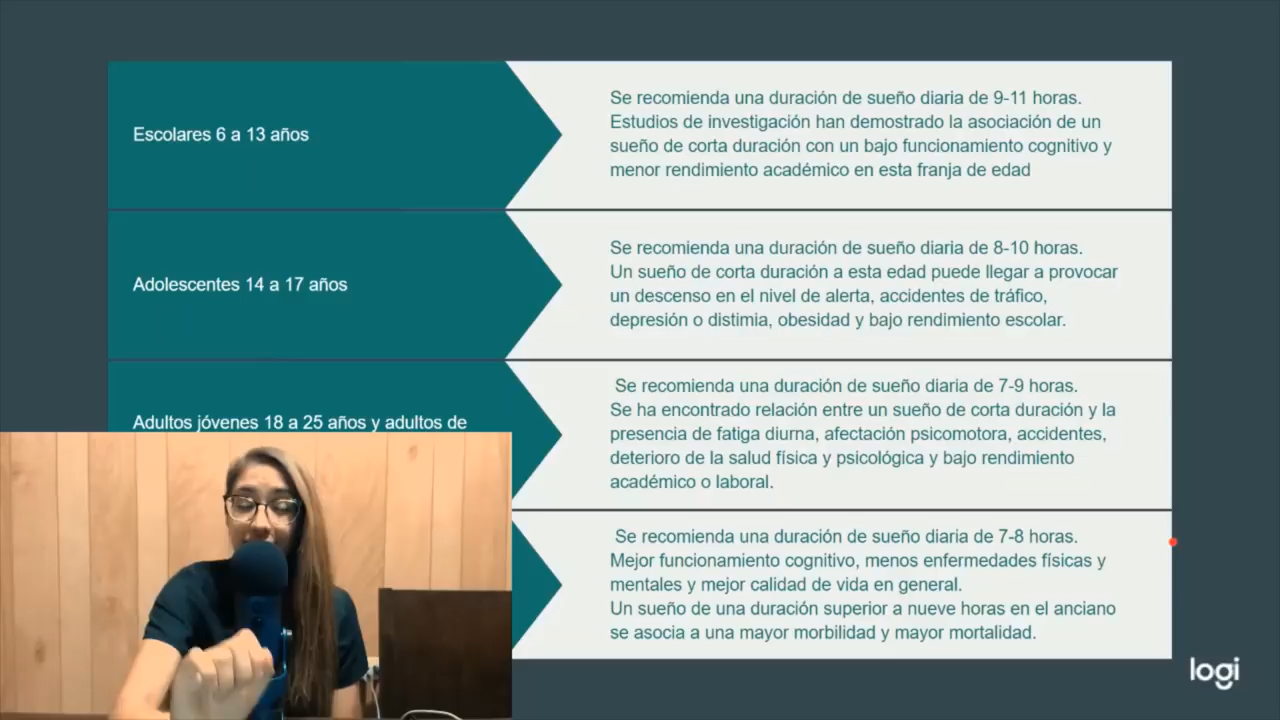 Escolares 6 a 13 años
Se recomienda una duración de sueño diaria de 9-11 horas.
Estudios de investigación han demostrado la asociación de un
sueño de corta duración con un bajo funcionamiento cognitivo y
menor rendimiento académico en esta franja de edad
Adolescentes 14 a 17 años
Se recomienda una duración de sueño diaria de 8-10 horas.
Un sueño de corta duración a esta edad puede llegar a provocar
un descenso en el nivel de alerta, accidentes de tráfico,
depresión o distimia, obesidad y bajo rendimiento escolar.
Adultos jóvenes 18 a 25 años y adultos de
Se recomienda una duración de sueño diaria de 7-9 horas.
Se ha encontrado relación entre un sueño de corta duración y la
presencia de fatiga diurna, afectación psicomotora, accidentes,
deterioro de la salud física y psicológica y bajo rendimiento
académico o laboral.
Se recomienda una duración de sueño diaria de 7-8 horas.
Mejor funcionamiento cognitivo, menos enfermedades físicas y
mentales y mejor calidad de vida en general.
Un sueño de una duración superior a nueve horas en el anciano
se asocia a una mayor morbilidad y mayor mortalidad.
logi